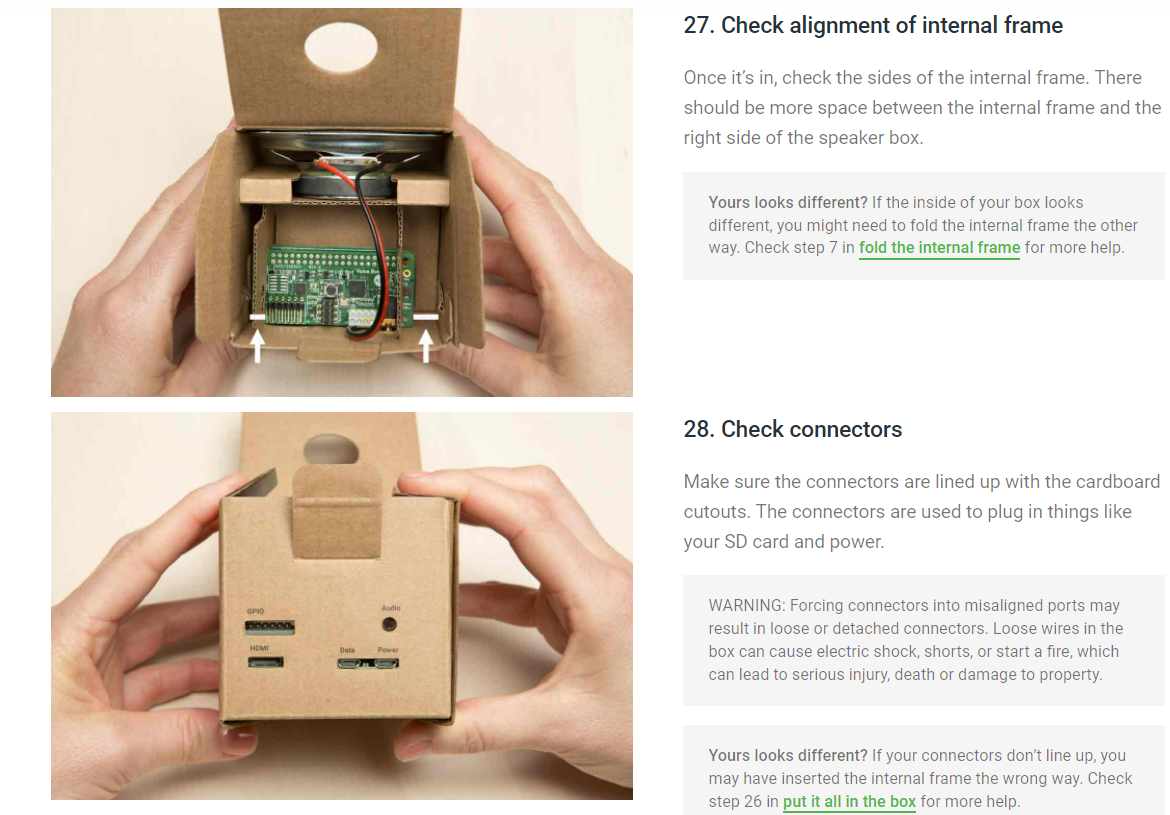 27. Check alignment of internal frame
Once it's in, check the sides of the internal frame. There
should be more space between the internal frame and the
right side of the speaker box.
Yours looks different? If the inside of your box looks
different, you might need to fold the internal frame the other
way. Check step 7 in fold the internal frame for more help.
Voice Bo
28. Check connectors
Make sure the connectors are lined up with the cardboard
cutouts. The connectors are used to plug in things like
your SD card and power.
GPIO
Audio
HDMI
Data
Power
WARNING: Forcing connectors into misaligned ports may
result in loose or detached connectors. Loose wires in the
box can cause electric shock, shorts, or start a fire, which
can lead to serious injury, death or damage to property.
Yours looks different? If your connectors don't line up, you
may have inserted the internal frame the wrong way. Check
step 26 in put it all in the box for more help.